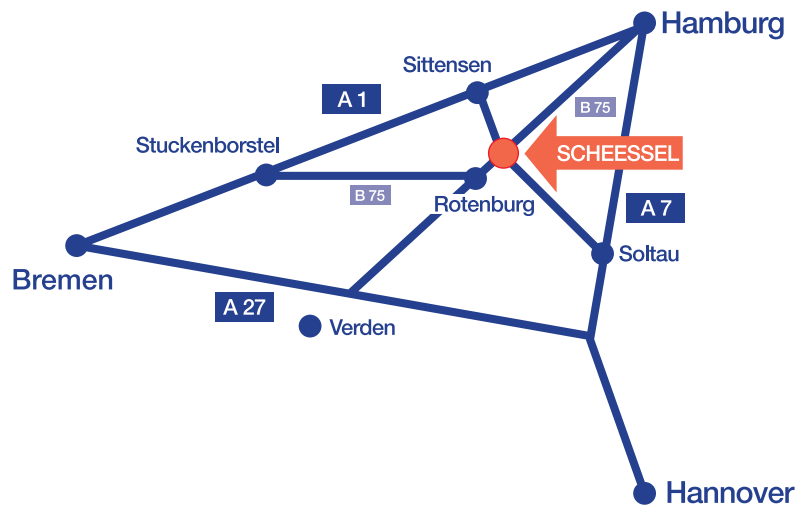 Hamburg
Sittensen
A 1
B 75
Stuckenborstel
SCHEESSEL
B 75
Rotenburg
A 7
Soltau
Bremen
A 27
Verden
Hannover